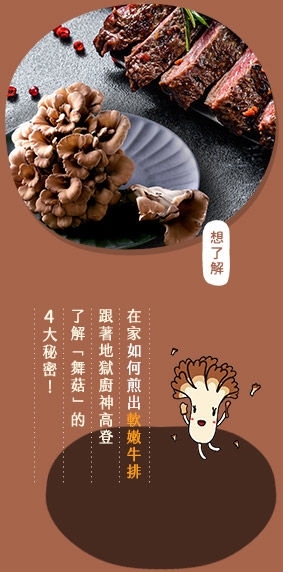 想了解
在家如何煎出軟嫩牛排
跟著地獄廚神高登
了解「舞菇」的
4大秘密！